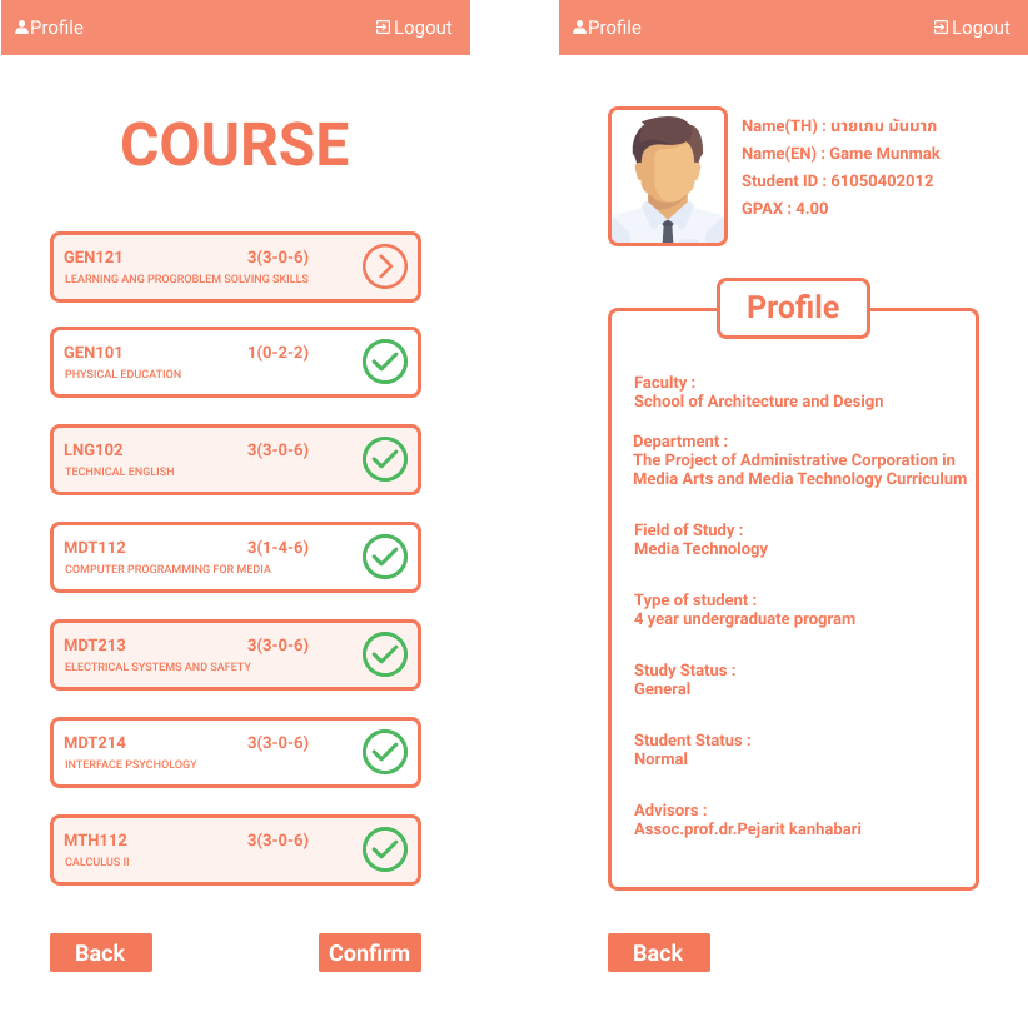 Profile
Logout
COURSE
GEN121 3(3-0-6)
LEARNING ANG PROGROBLEM SOLVING SKILLS
GEN101 1(0-2-2)
PHYSICAL EDUCATION
LNG102 3(3-0-6)
TECHNICAL ENGLISH
MDT112 3(1-4-6)
COMPUTER PROGRAMMING FOR MEDIA
MDT213 3(3-0-6)
ELECTRICAL SYSTEMS AND SAFETY
MDT214 3(3-0-6)
INTERFACE PSYCHOLOGY
MTH112 3(3-0-6)
CALCULUS II
Back
Confirm
Profile
Logout
Name(TH) : นายเกม มันมาก
Name(EN) : Game Munmak
Student ID : 61050402012
GPAX : 4.00
Profile
Faculty :
School of Architecture and Design
Department :
The Project of Administrative Corporation in
Media Arts and Media Technology Curriculum
Field of Study :
Media Technology
Type of student :
4 year undergraduate program
Study Status :
General
Student Status :
Normal
Advisors :
Assoc.prof.dr.Pejarit kanhabari
Back